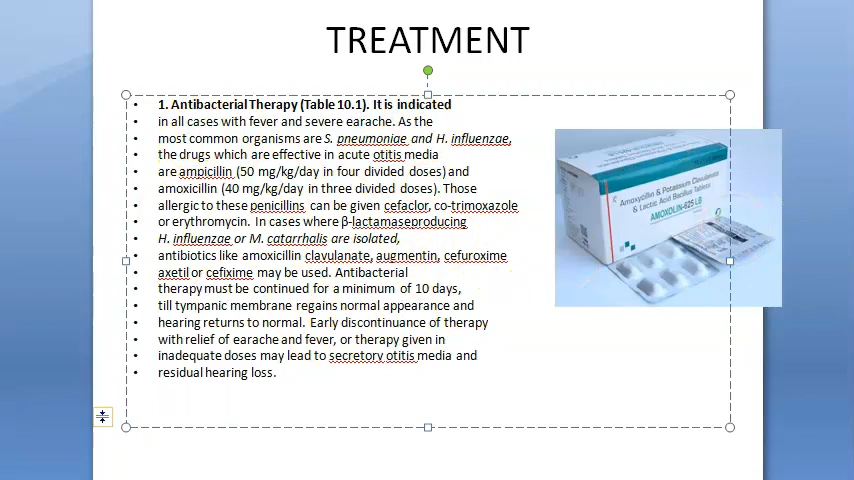 TREATMENT
• 1. Antibacterial Therapy (Table 10.1). It is indicated
• in all cases with fever and severe earache. As the
• most common organisms are S. pneumoniae and H. influenzae,
• the drugs which are effective in acute otitis media
• are ampicillin (50 mg/kg/day in four divided doses) and
• amoxicillin (40 mg/kg/day in three divided doses). Those
• allergic to these penicillins can be given cefaclor, co-trimoxazole
• or erythromycin. In cases where β-lactamaseproducing
• H. influenzae or M. catarrhalis are isolated,
• antibiotics like amoxicillin clavulanate, augmentin, cefuroxime
• axetil or cefixime may be used. Antibacterial
• therapy must be continued for a minimum of 10 days,
• till tympanic membrane regains normal appearance and
• hearing returns to normal. Early discontinuance of therapy
• with relief of earache and fever, or therapy given in
• inadequate doses may lead to secretory otitis media and
• residual hearing loss.
Amoxycillin & Potassium Clavulanate
& Lactic Acid Bacillus Tablets
AMOXOLIN-625 LB